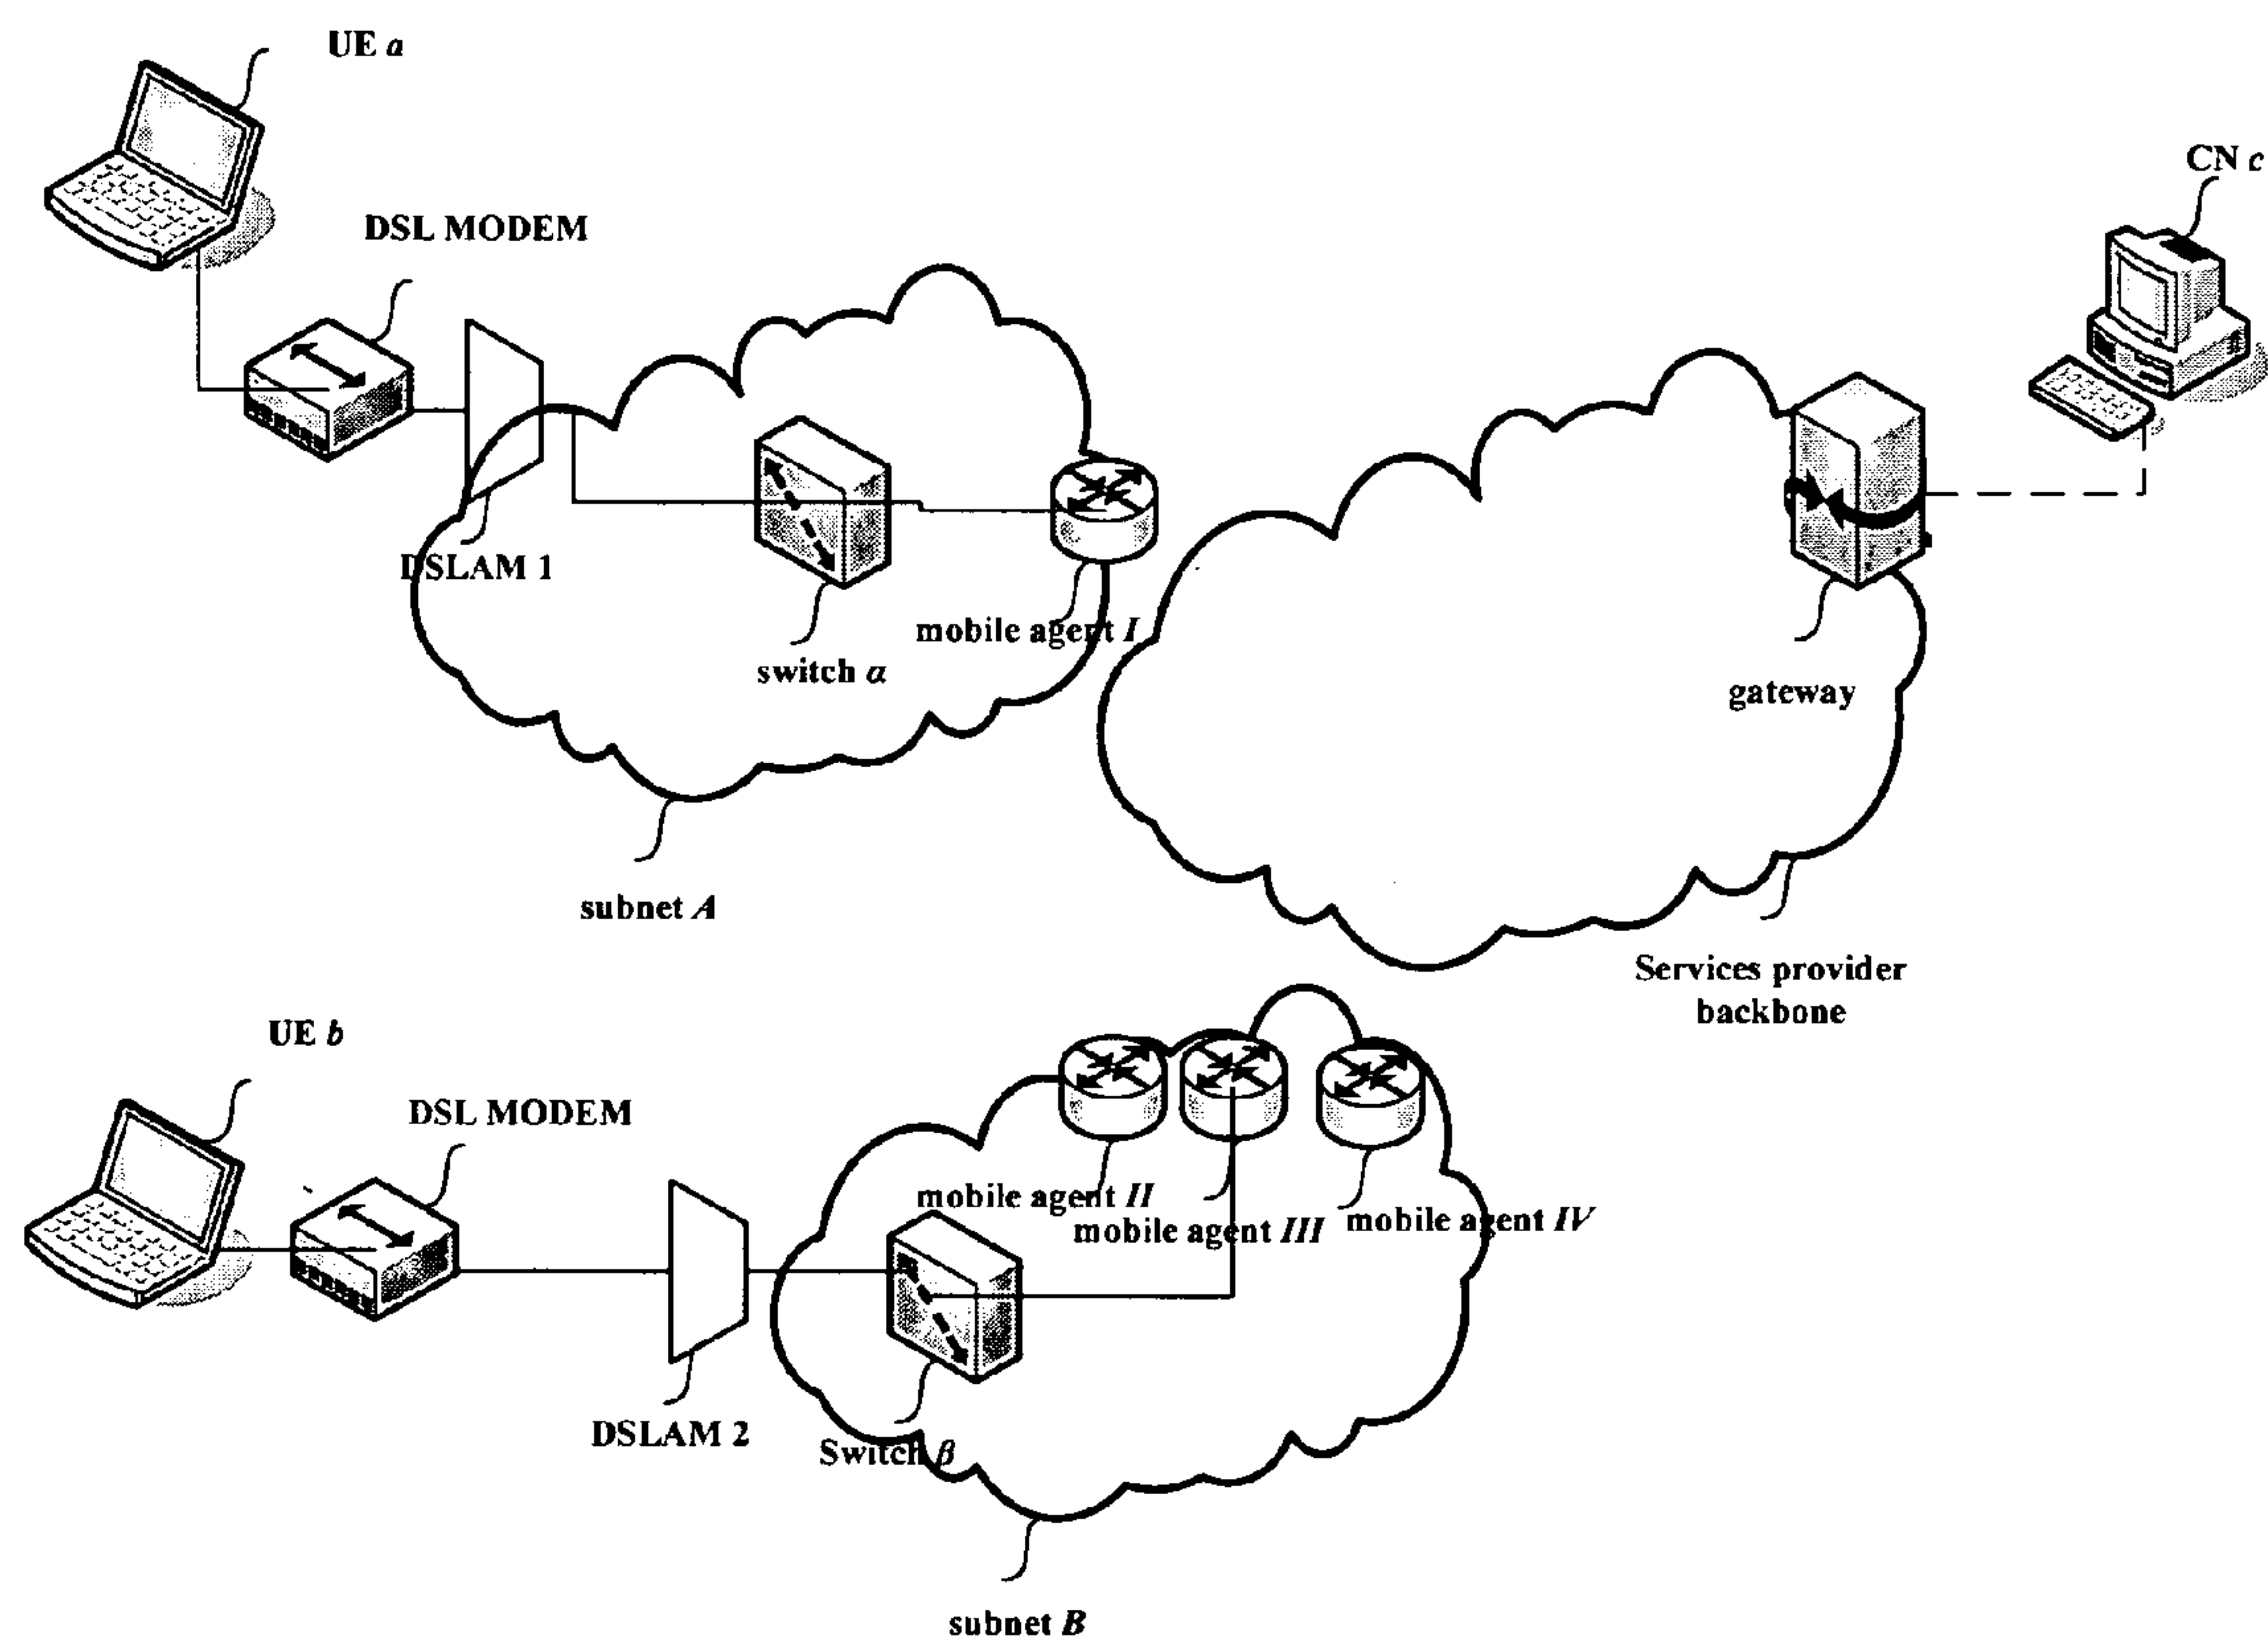 UE a
CN c
DSL MODEM
DSLAM 1
mobile agent I
switch α
gateway
subnet A
Services provider
backbone
UE b
DSL MODEM
mobile agent II
mobile agent III
mobile agent IV
DSLAM 2
Switch β
subnet B